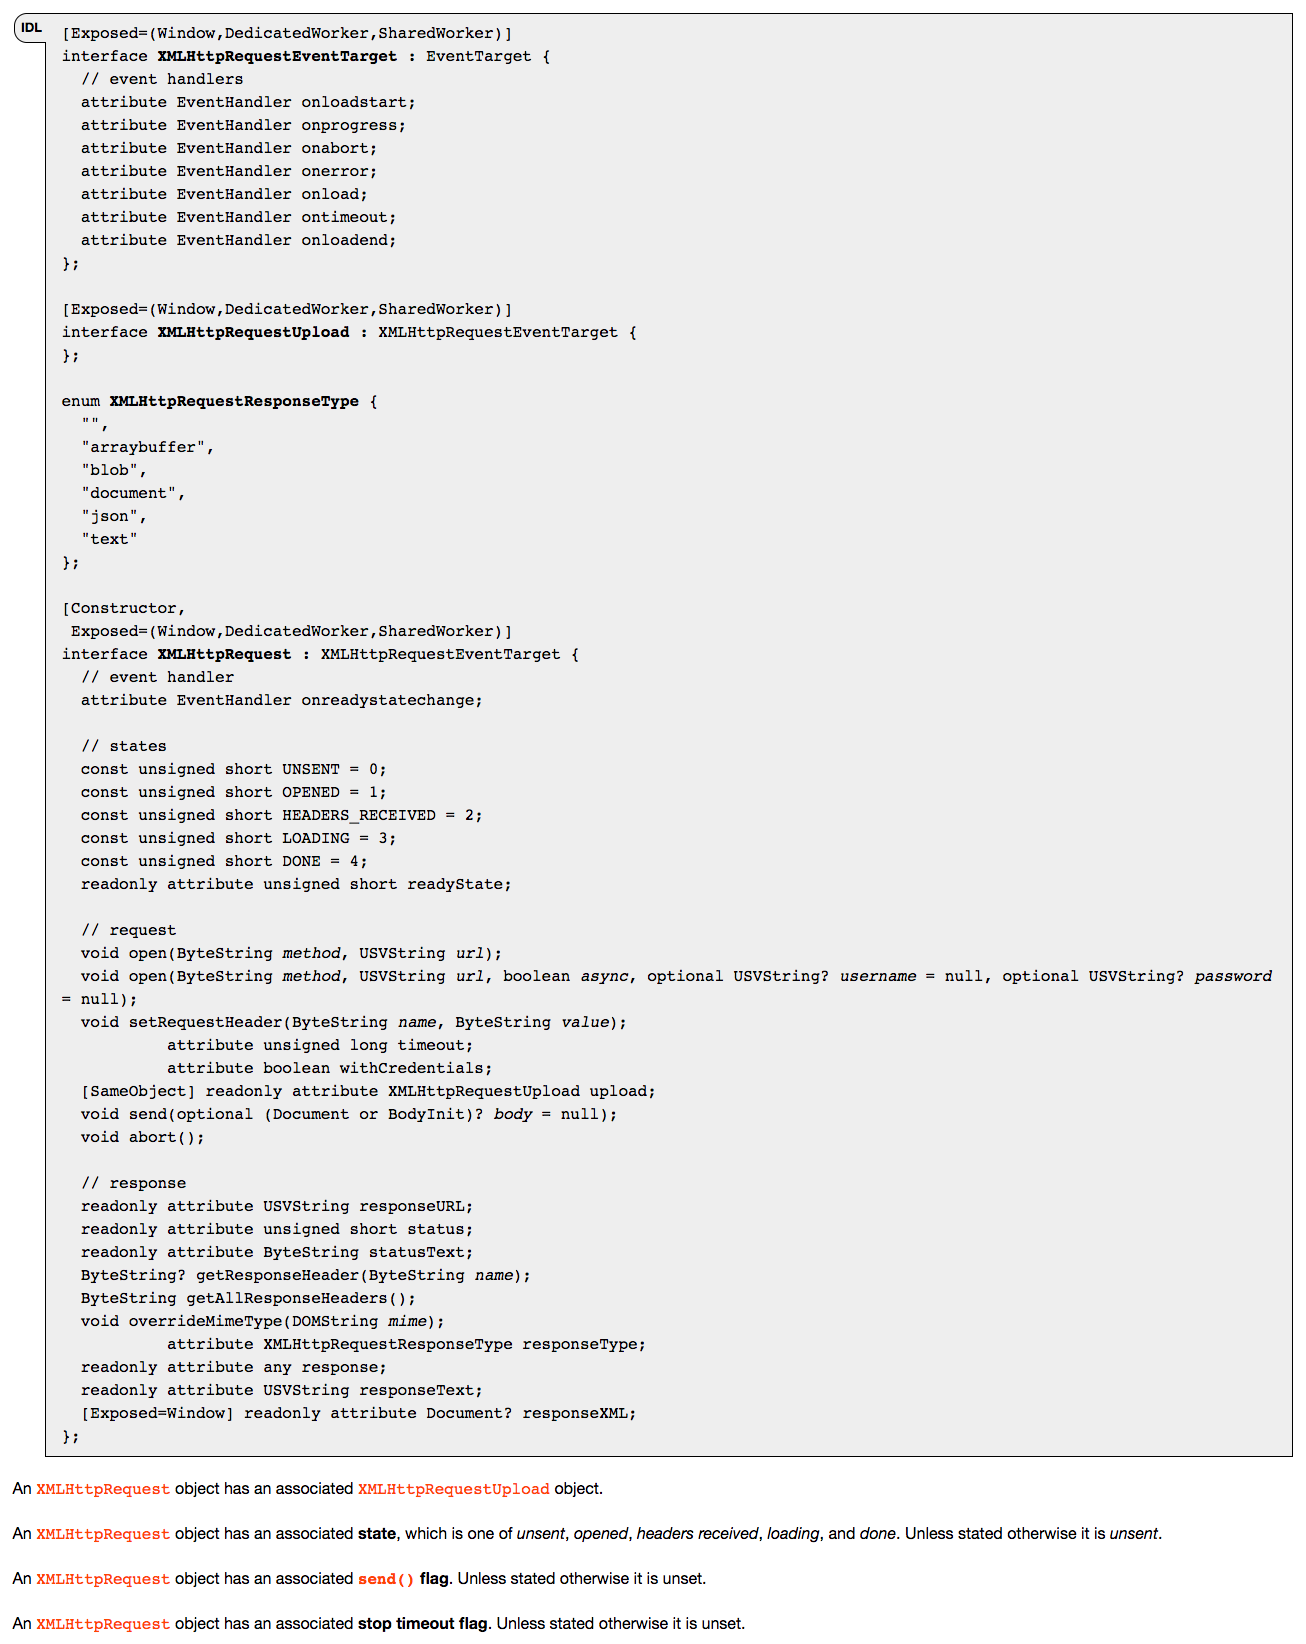 IDL
[Exposed=(Window,DedicatedWorker,SharedWorker)]
interface XMLHttpRequestEventTarget : EventTarget {
  // event handlers
  attribute EventHandler onloadstart;
  attribute EventHandler onprogress;
  attribute EventHandler onabort;
  attribute EventHandler onerror;
  attribute EventHandler onload;
  attribute EventHandler ontimeout;
  attribute EventHandler onloadend;
};

[Exposed=(Window,DedicatedWorker,SharedWorker)]
interface XMLHttpRequestUpload : XMLHttpRequestEventTarget {
};

enum XMLHttpRequestResponseType {
  "",
  "arraybuffer",
  "blob",
  "document",
  "json",
  "text"
};

[Constructor,
 Exposed=(Window,DedicatedWorker,SharedWorker)]
interface XMLHttpRequest : XMLHttpRequestEventTarget {
  // event handler
  attribute EventHandler onreadystatechange;

  // states
  const unsigned short UNSENT = 0;
  const unsigned short OPENED = 1;
  const unsigned short HEADERS_RECEIVED = 2;
  const unsigned short LOADING = 3;
  const unsigned short DONE = 4;
  readonly attribute unsigned short readyState;

  // request
  void open(ByteString method, USVString url);
  void open(ByteString method, USVString url, boolean async, optional USVString? username = null, optional USVString? password
= null);
  void setRequestHeader(ByteString name, ByteString value);
           attribute unsigned long timeout;
           attribute boolean withCredentials;
  [SameObject] readonly attribute XMLHttpRequestUpload upload;
  void send(optional (Document or BodyInit)? body = null);
  void abort();

  // response
  readonly attribute USVString responseURL;
  readonly attribute unsigned short status;
  readonly attribute ByteString statusText;
  ByteString? getResponseHeader(ByteString name);
  ByteString getAllResponseHeaders();
  void overrideMimeType(DOMString mime);
           attribute XMLHttpRequestResponseType responseType;
  readonly attribute any response;
  readonly attribute USVString responseText;
  [Exposed=Window] readonly attribute Document? responseXML;
};
An XMLHttpRequest object has an associated XMLHttpRequestUpload object.
An XMLHttpRequest object has an associated state, which is one of unsent, opened, headers received, loading, and done. Unless stated otherwise it is unsent.
An XMLHttpRequest object has an associated send() flag. Unless stated otherwise it is unset.
An XMLHttpRequest object has an associated stop timeout flag. Unless stated otherwise it is unset.